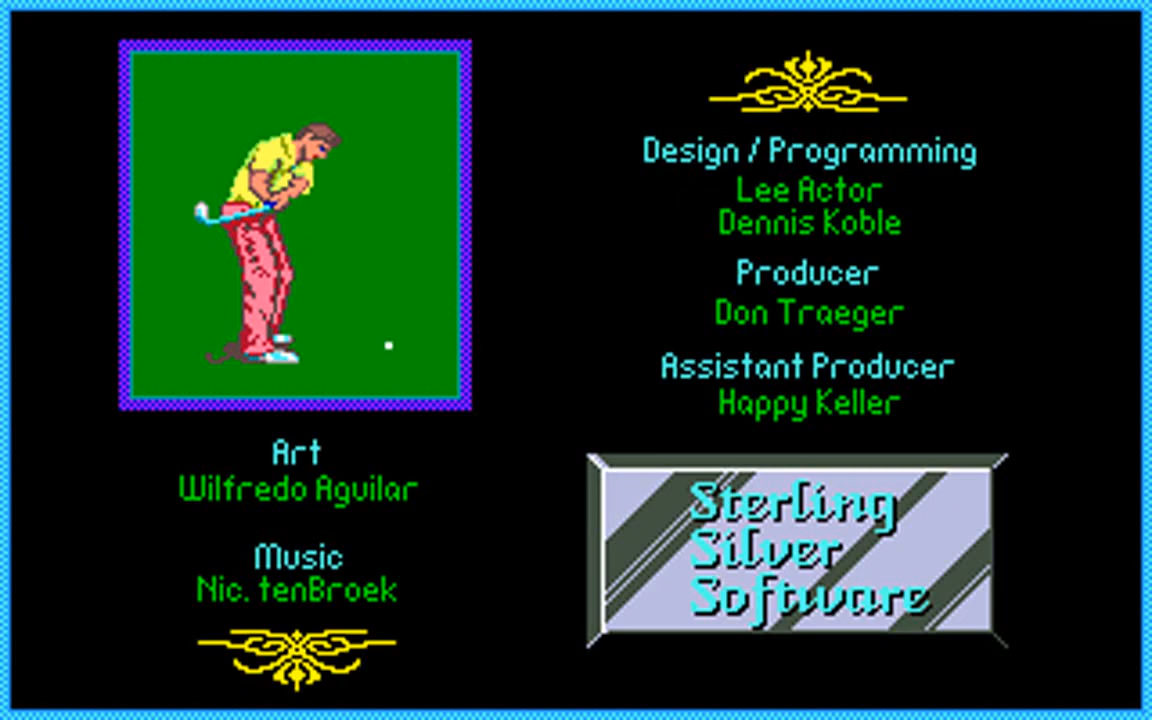 Art
Wilfredo Aguilar
Music
Nic. tenBroek
Design / Programming
Lee Actor
Dennis Koble
Producer
Don Traeger
Assistant Producer
Happy Keller
Sterling
Silver
Software